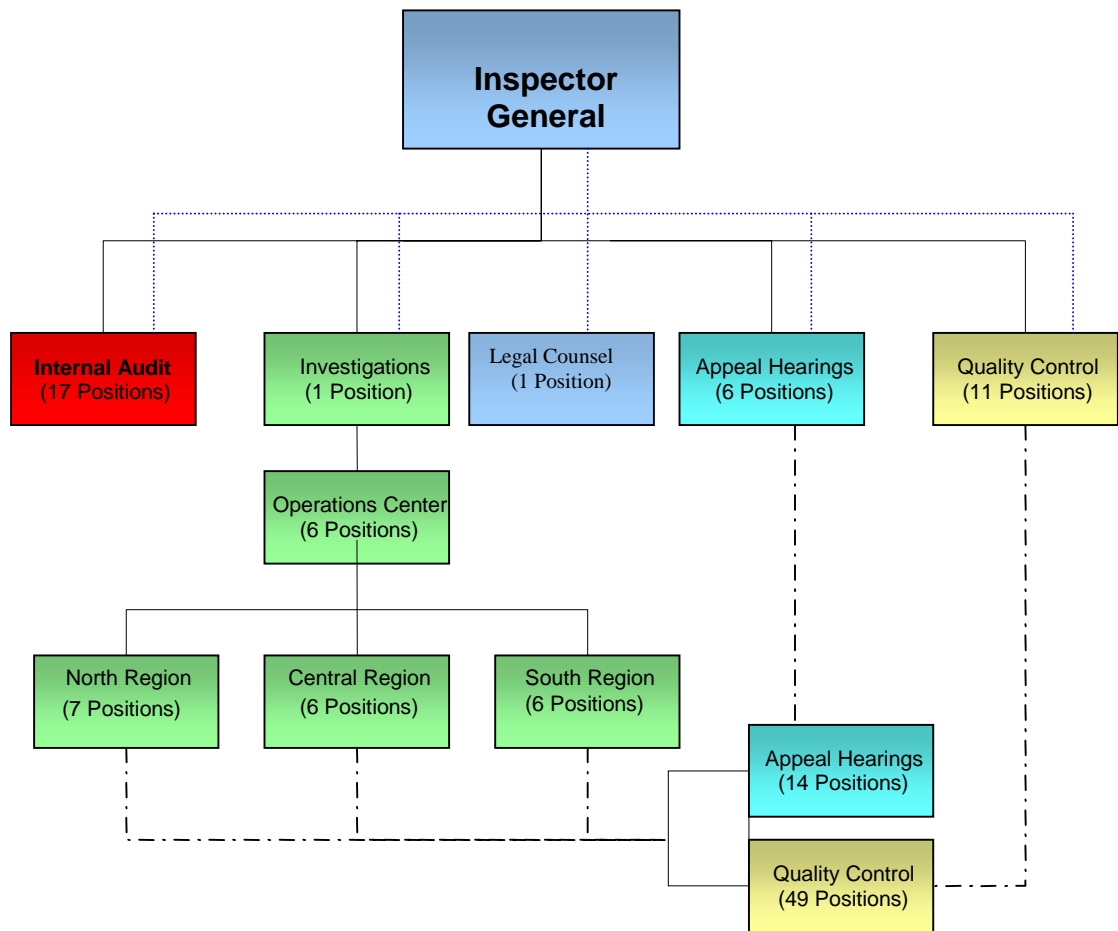 Inspector
General
Internal Audit
(17 Positions)
Investigations
(1 Position)
Legal Counsel
(1 Position)
Appeal Hearings
(6 Positions)
Quality Control
(11 Positions)
Operations Center
(6 Positions)
North Region
(7 Positions)
Central Region
(6 Positions)
South Region
(6 Positions)
Appeal Hearings
(14 Positions)
Quality Control
(49 Positions)